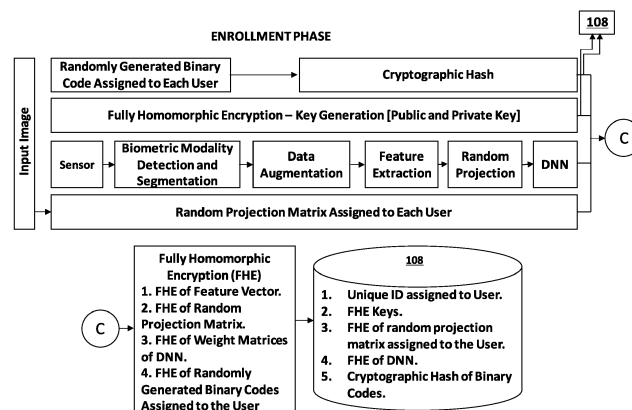 108
ENROLLMENT PHASE
Randomly Generated Binary
Code Assigned to Each User
Cryptographic Hash
Fully Homomorphic Encryption – Key Generation [Public and Private Key]
Input Image
C
Sensor
Biometric Modality
Detection and
Segmentation
Data
Augmentation
Feature
Extraction
Random
Projection
DNN
Random Projection Matrix Assigned to Each User
C
Fully Homomorphic
Encryption (FHE)
1. FHE of Feature Vector.
2. FHE of Random
Projection Matrix.
3. FHE of Weight Matrices
of DNN.
4. FHE of Randomly
Generated Binary Codes
Assigned to the User
108
1. Unique ID assigned to User.
2. FHE Keys.
3. FHE of random projection
matrix assigned to the User.
4. FHE of DNN.
5. Cryptographic Hash of Binary
Codes.